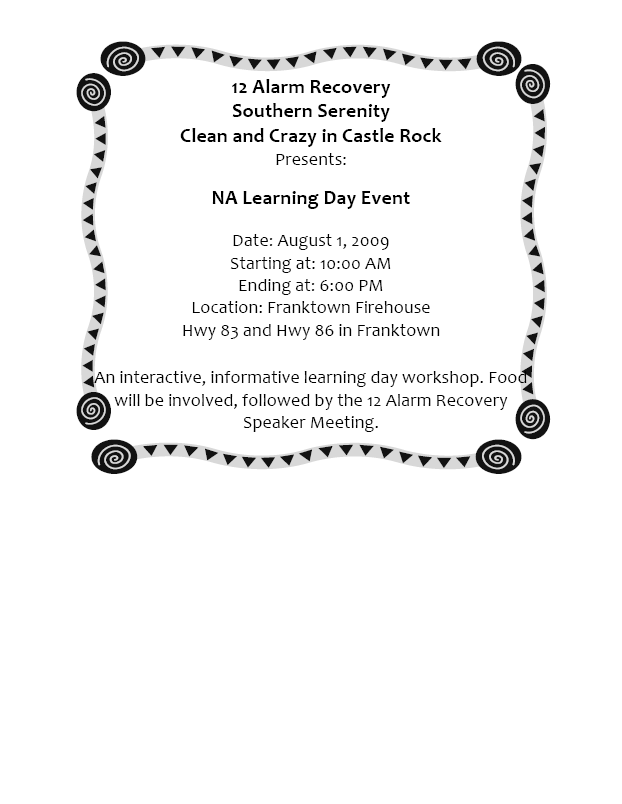 12 Alarm Recovery
Southern Serenity
Clean and Crazy in Castle Rock
Presents:
NA Learning Day Event
Date: August 1, 2009
Starting at: 10:00 AM
Ending at: 6:00 PM
Location: Franktown Firehouse
Hwy 83 and Hwy 86 in Franktown
An interactive, informative learning day workshop. Food
will be involved, followed by the 12 Alarm Recovery
Speaker Meeting.